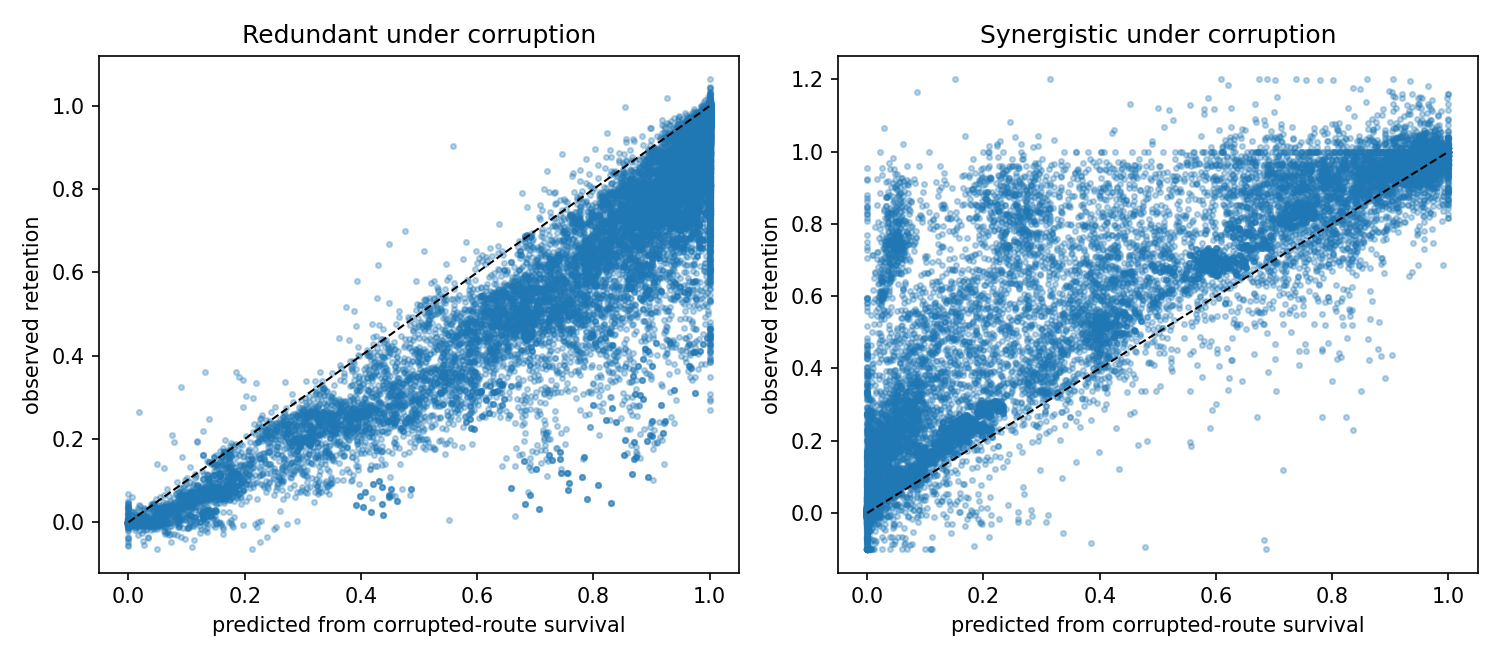 Redundant under corruption
1.0
0.8
0.6
0.4
0.2
0.0
observed retention
0.0 0.2 0.4 0.6 0.8 1.0
predicted from corrupted-route survival
Synergistic under corruption
1.2
1.0
0.8
0.6
0.4
0.2
0.0
observed retention
0.0 0.2 0.4 0.6 0.8 1.0
predicted from corrupted-route survival